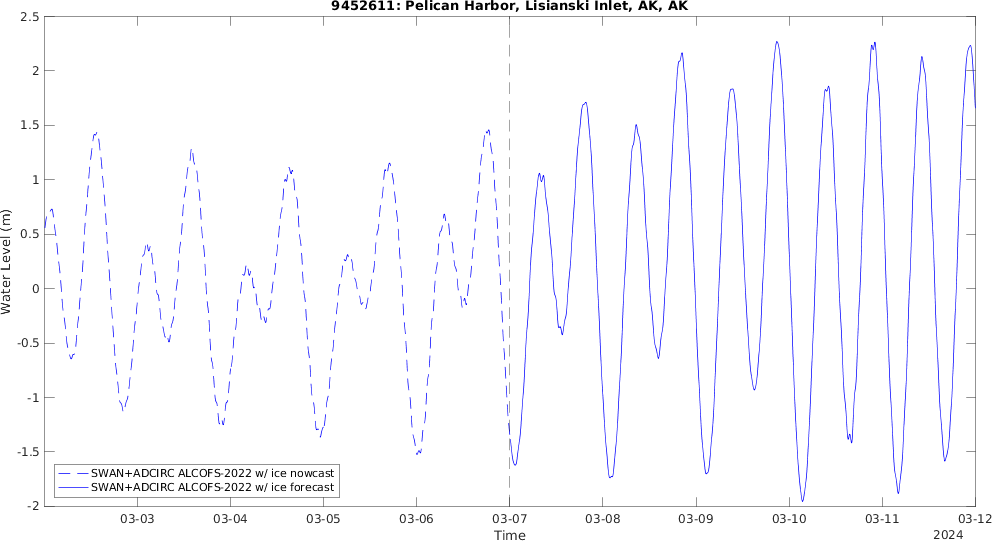 9452611: Pelican Harbor, Lisianski Inlet, AK, AK
2.5
2
1.5
1
0.5
0
-0.5
-1
-1.5
-2
Water Level (m)
SWAN+ADCIRC ALCOFS-2022 w/ ice nowcast
SWAN+ADCIRC ALCOFS-2022 w/ ice forecast
03-03 03-04 03-05 03-06 03-07 03-08 03-09 03-10 03-11 03-12
Time
2024